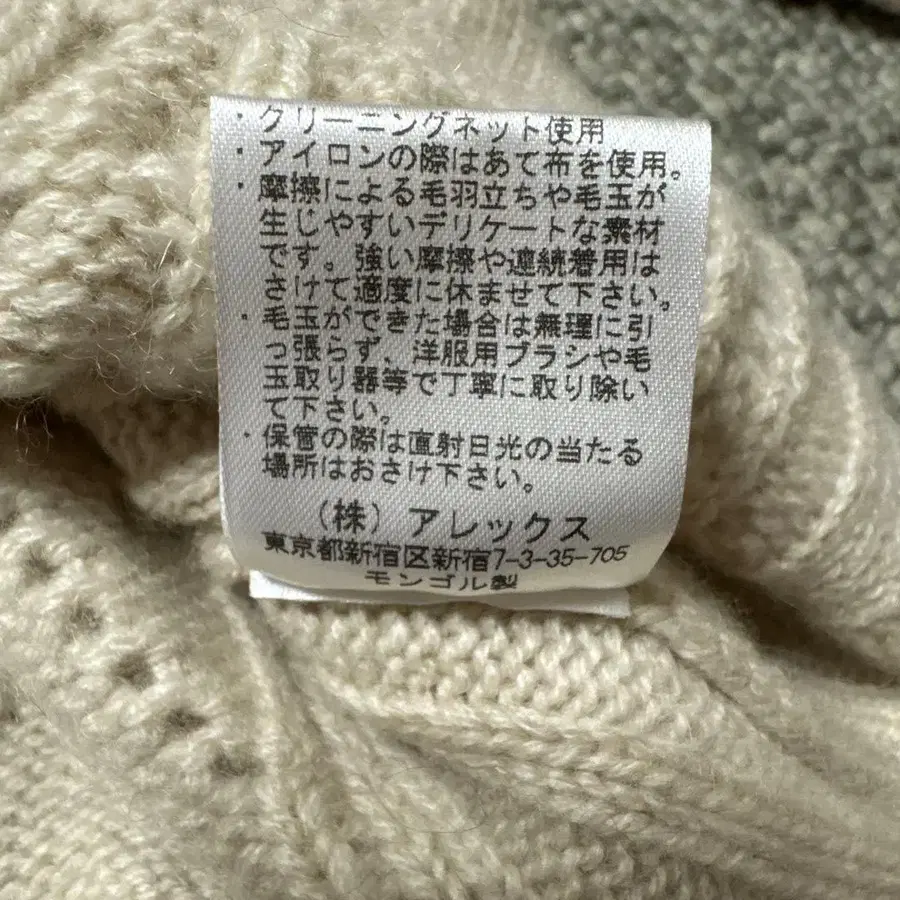 ・クリーニングネット使用
・アイロンの際はあて布を使用。
・摩擦による毛羽立ちや毛玉が
生じやすいデリケートな素材
です。強い摩擦や連続着用は
さけて適度に休ませて下さい。
・毛玉ができた場合は無理に引
っ張らず、洋服用ブラシや毛
玉取り器等で丁寧に取り除い
て下さい。
・保管の際は直射日光の当たる
場所はおさけ下さい。
（株）アレックス
東京都新宿区新宿7-3-35-705
モンゴル製